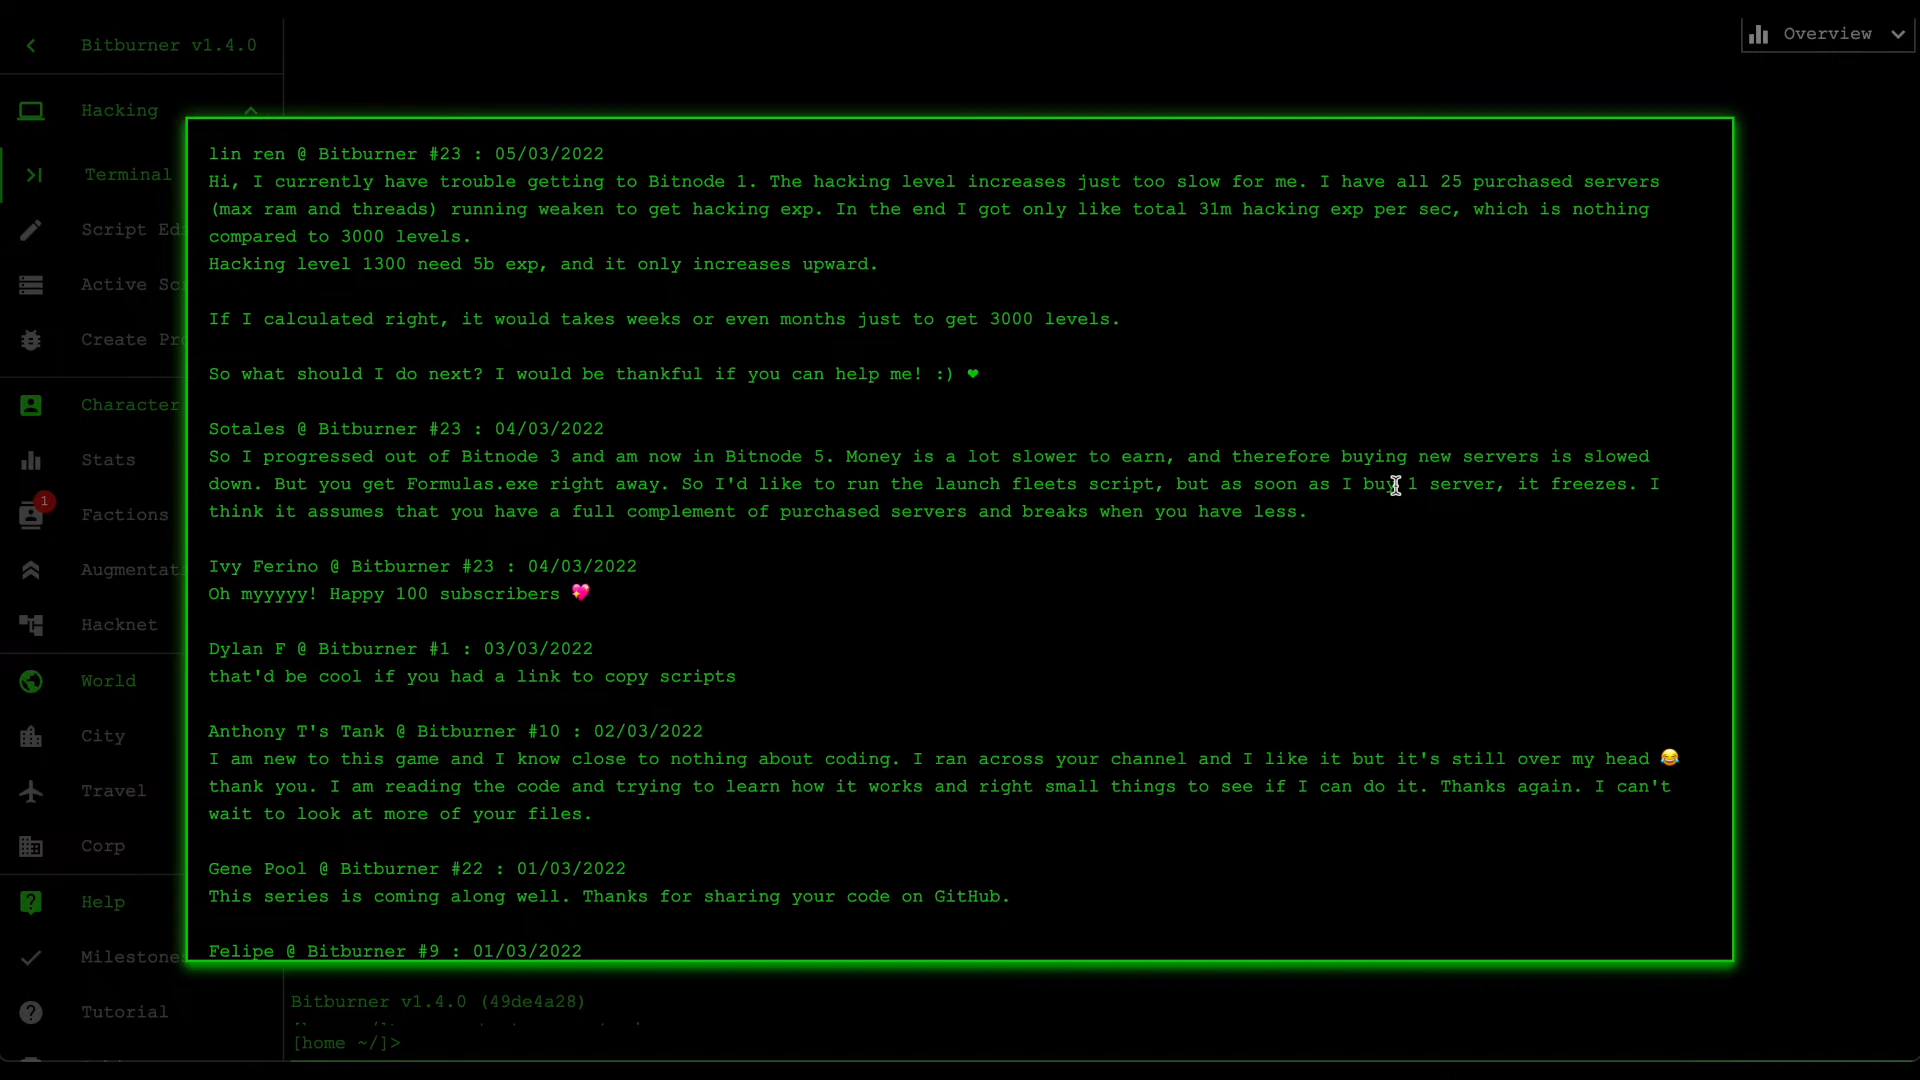 Bitburner v1.4.0
Overview
Hacking
Terminal
Script Ed
Active Sc
Create Pr
Character
Stats
1
Factions
Augmentat
Hacknet
World
City
Travel
Corp
Help
Milestone
Tutorial
lin ren @ Bitburner #23 : 05/03/2022
Hi, I currently have trouble getting to Bitnode 1. The hacking level increases just too slow for me. I have all 25 purchased servers
(max ram and threads) running weaken to get hacking exp. In the end I got only like total 31m hacking exp per sec, which is nothing
compared to 3000 levels.
Hacking level 1300 need 5b exp, and it only increases upward.
If I calculated right, it would takes weeks or even months just to get 3000 levels.
So what should I do next? I would be thankful if you can help me! :) ❤
Sotales @ Bitburner #23 : 04/03/2022
So I progressed out of Bitnode 3 and am now in Bitnode 5. Money is a lot slower to earn, and therefore buying new servers is slowed
down. But you get Formulas.exe right away. So I'd like to run the launch fleets script, but as soon as I buy 1 server, it freezes. I
think it assumes that you have a full complement of purchased servers and breaks when you have less.
Ivy Ferino @ Bitburner #23 : 04/03/2022
Oh myyyyy! Happy 100 subscribers 💖
Dylan F @ Bitburner #1 : 03/03/2022
that'd be cool if you had a link to copy scripts
Anthony T's Tank @ Bitburner #10 : 02/03/2022
I am new to this game and I know close to nothing about coding. I ran across your channel and I like it but it's still over my head 😂
thank you. I am reading the code and trying to learn how it works and right small things to see if I can do it. Thanks again. I can't
wait to look at more of your files.
Gene Pool @ Bitburner #22 : 01/03/2022
This series is coming along well. Thanks for sharing your code on GitHub.
Felipe @ Bitburner #9 : 01/03/2022
Bitburner v1.4.0 (49de4a28)
[home ~/]>